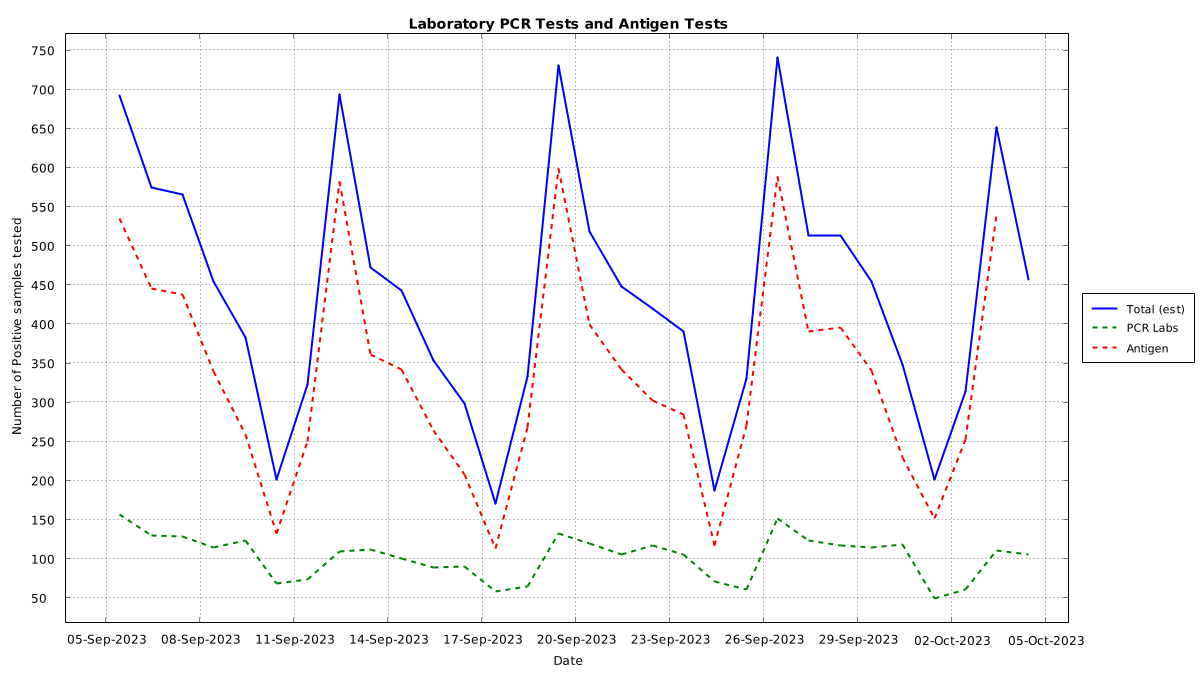 Laboratory PCR Tests and Antigen Tests
Number of Positive samples tested
750
700
650
600
550
500
450
400
350
300
250
200
150
100
50
05-Sep-2023 08-Sep-2023 11-Sep-2023 14-Sep-2023 17-Sep-2023 20-Sep-2023 23-Sep-2023 26-Sep-2023 29-Sep-2023 02-Oct-2023 05-Oct-2023
Date
Total (est)
PCR Labs
Antigen